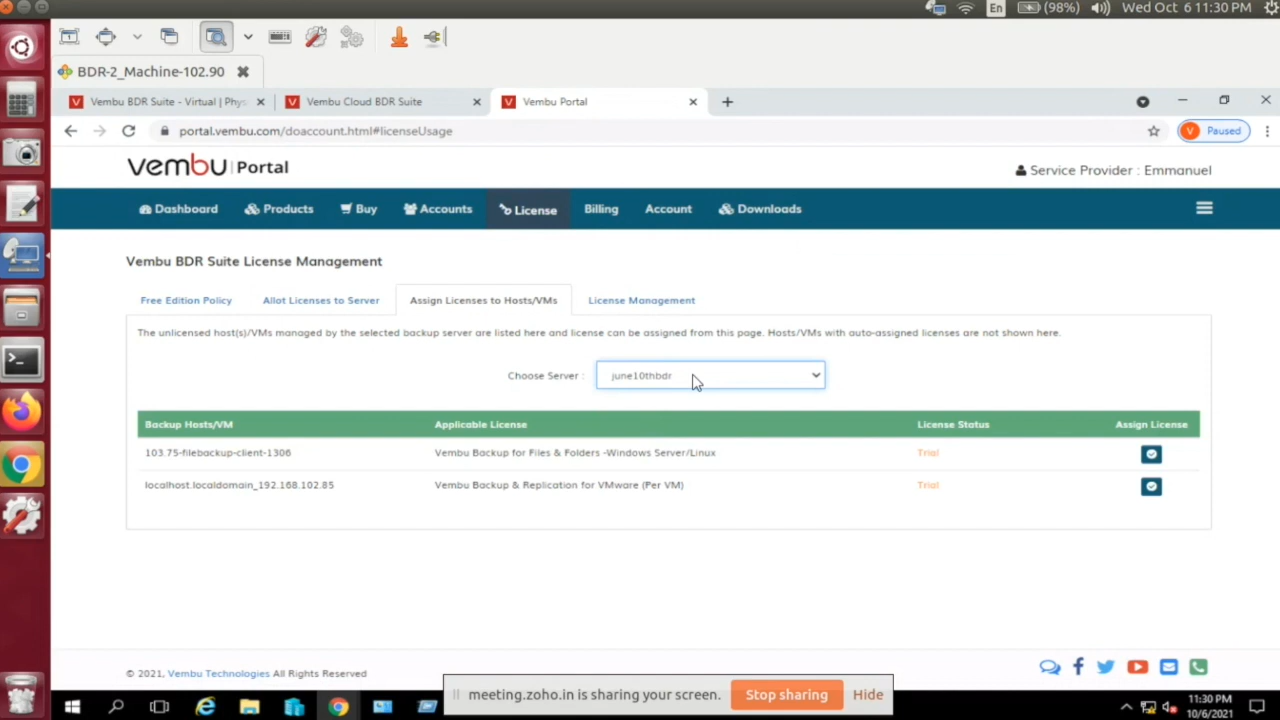 En (98%) Wed Oct 6 11:30 PM
BDR-2_Machine-102.90
Vembu BDR Suite - Virtual | Phys
Vembu Cloud BDR Suite
Vembu Portal
portal.vembu.com/doaccount.html#licenseUsage
V Paused
vembu | Portal
Service Provider : Emmanuel
Dashboard Products Buy Accounts License Billing Account Downloads
Vembu BDR Suite License Management
Free Edition Policy Allot Licenses to Server Assign Licenses to Hosts/VMs License Management
The unlicensed host(s)/VMs managed by the selected backup server are listed here and license can be assigned from this page. Hosts/VMs with auto-assigned licenses are not shown here.
Choose Server : june10thbdr
Backup Hosts/VM Applicable License License Status Assign License
103.75-filebackup-client-1306 Vembu Backup for Files & Folders -Windows Server/Linux Trial
localhost.localdomain_192.168.102.85 Vembu Backup & Replication for VMware (Per VM) Trial
© 2021, Vembu Technologies All Rights Reserved
meeting.zoho.in is sharing your screen. Stop sharing Hide
11:30 PM
10/6/2021